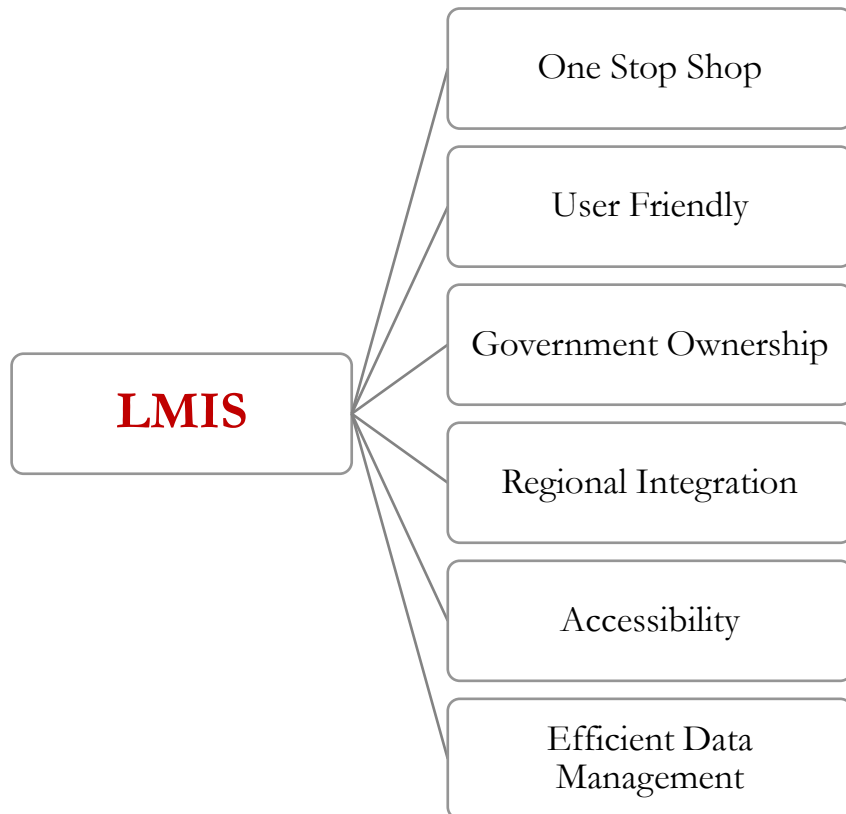 One Stop Shop
User Friendly
Government Ownership
LMIS
Regional Integration
Accessibility
Efficient Data
Management